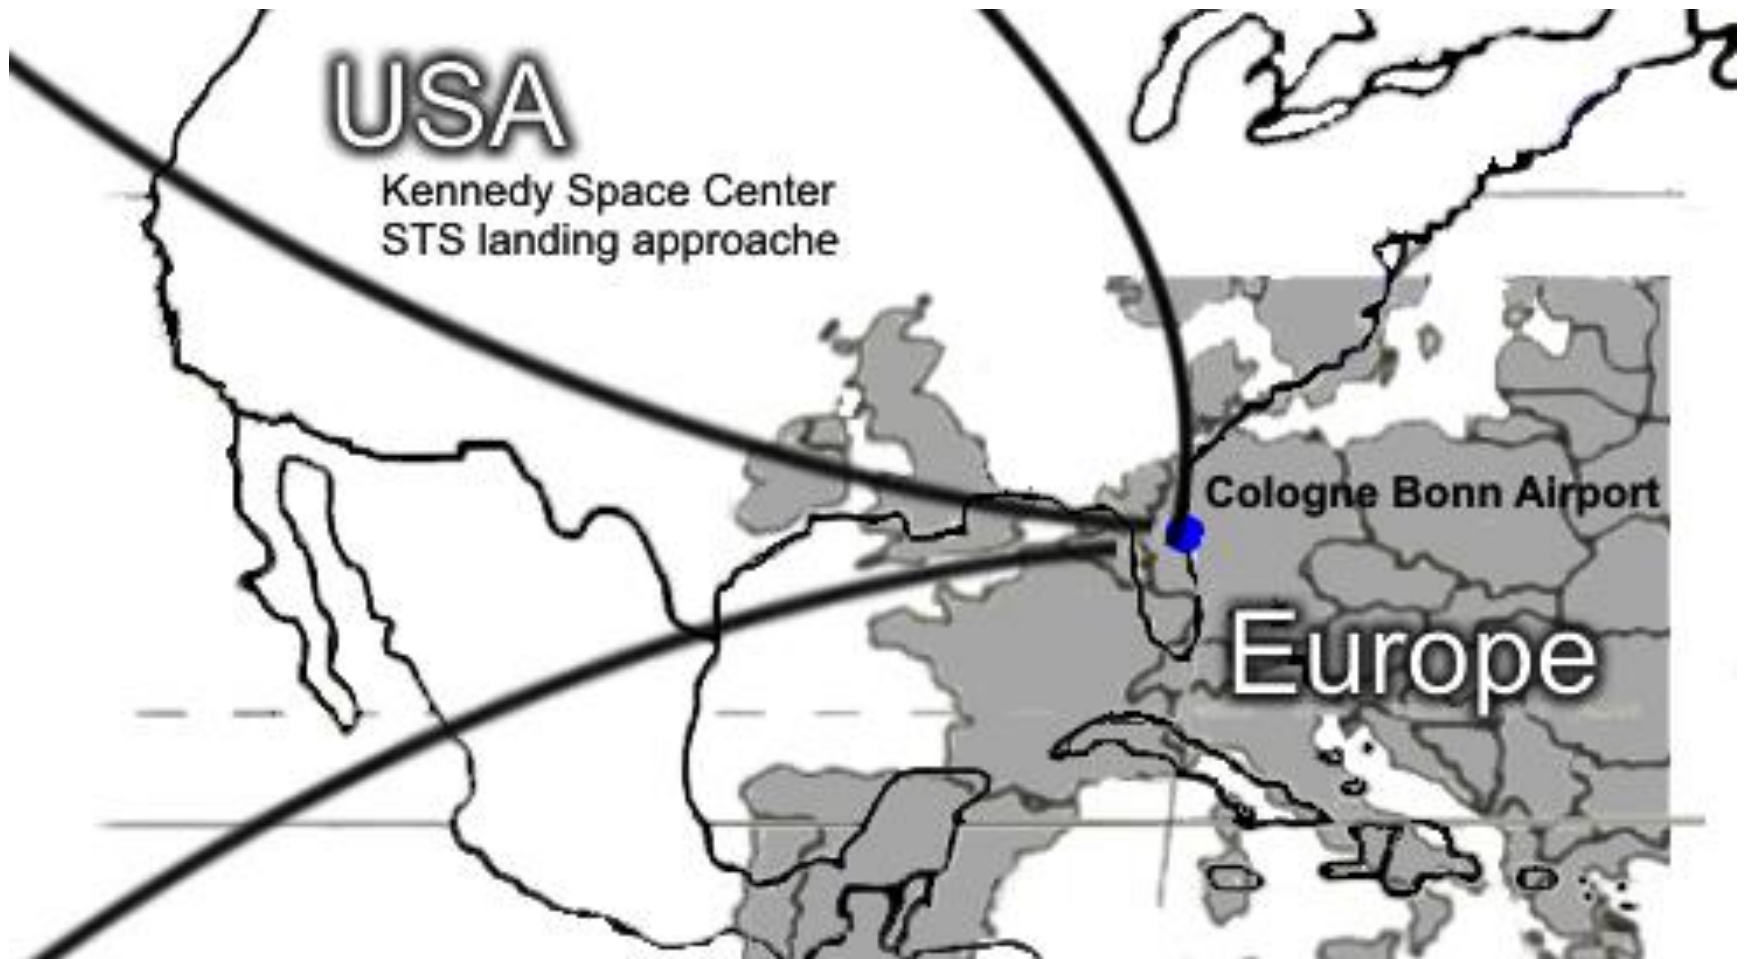 USA
Kennedy Space Center
STS landing approache
Cologne Bonn Airport
Europe